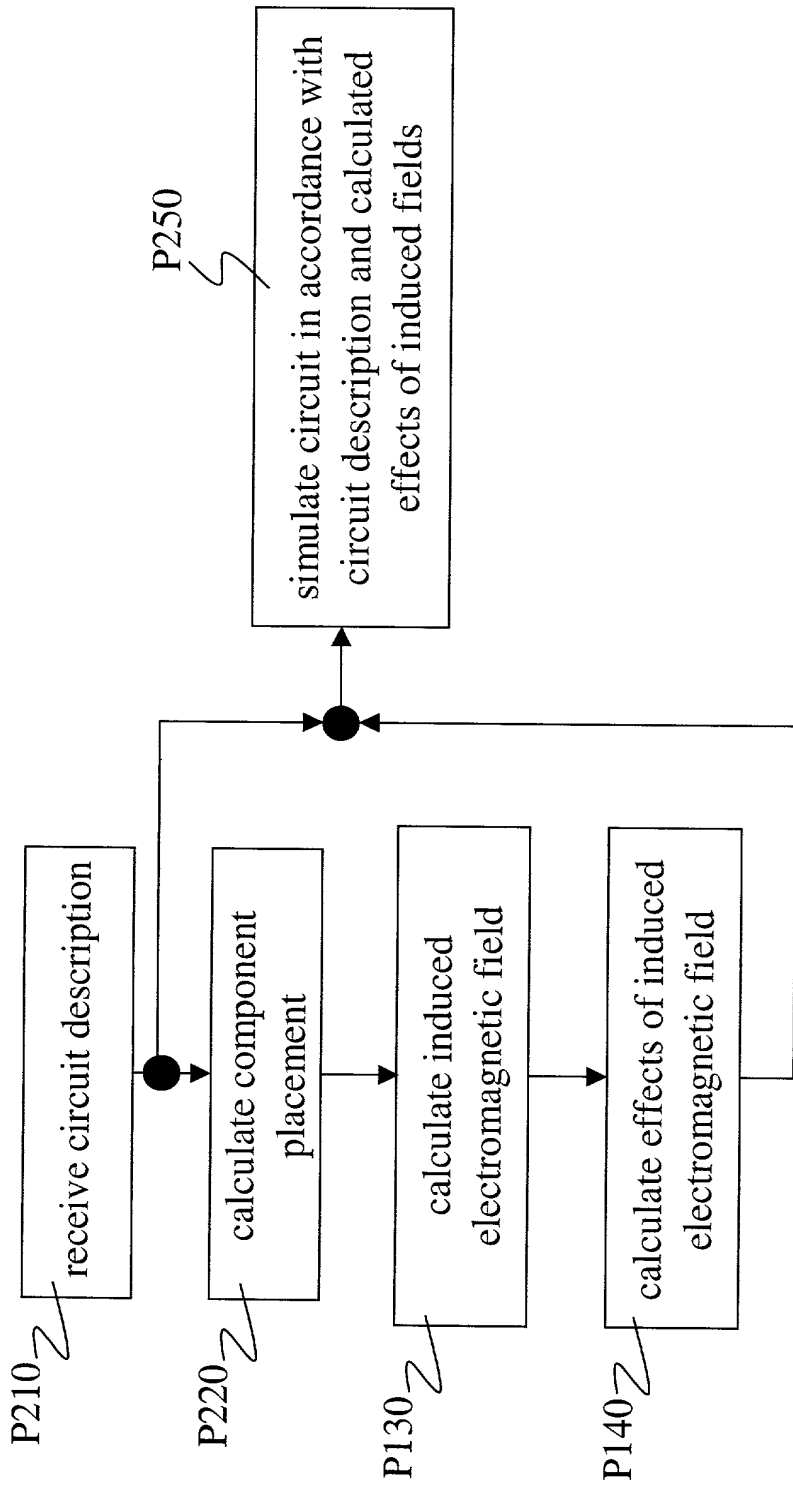 P210
receive circuit description
P220
calculate component
placement
P130
calculate induced
electromagnetic field
P140
calculate effects of induced
electromagnetic field
P250
simulate circuit in accordance with
circuit description and calculated
effects of induced fields